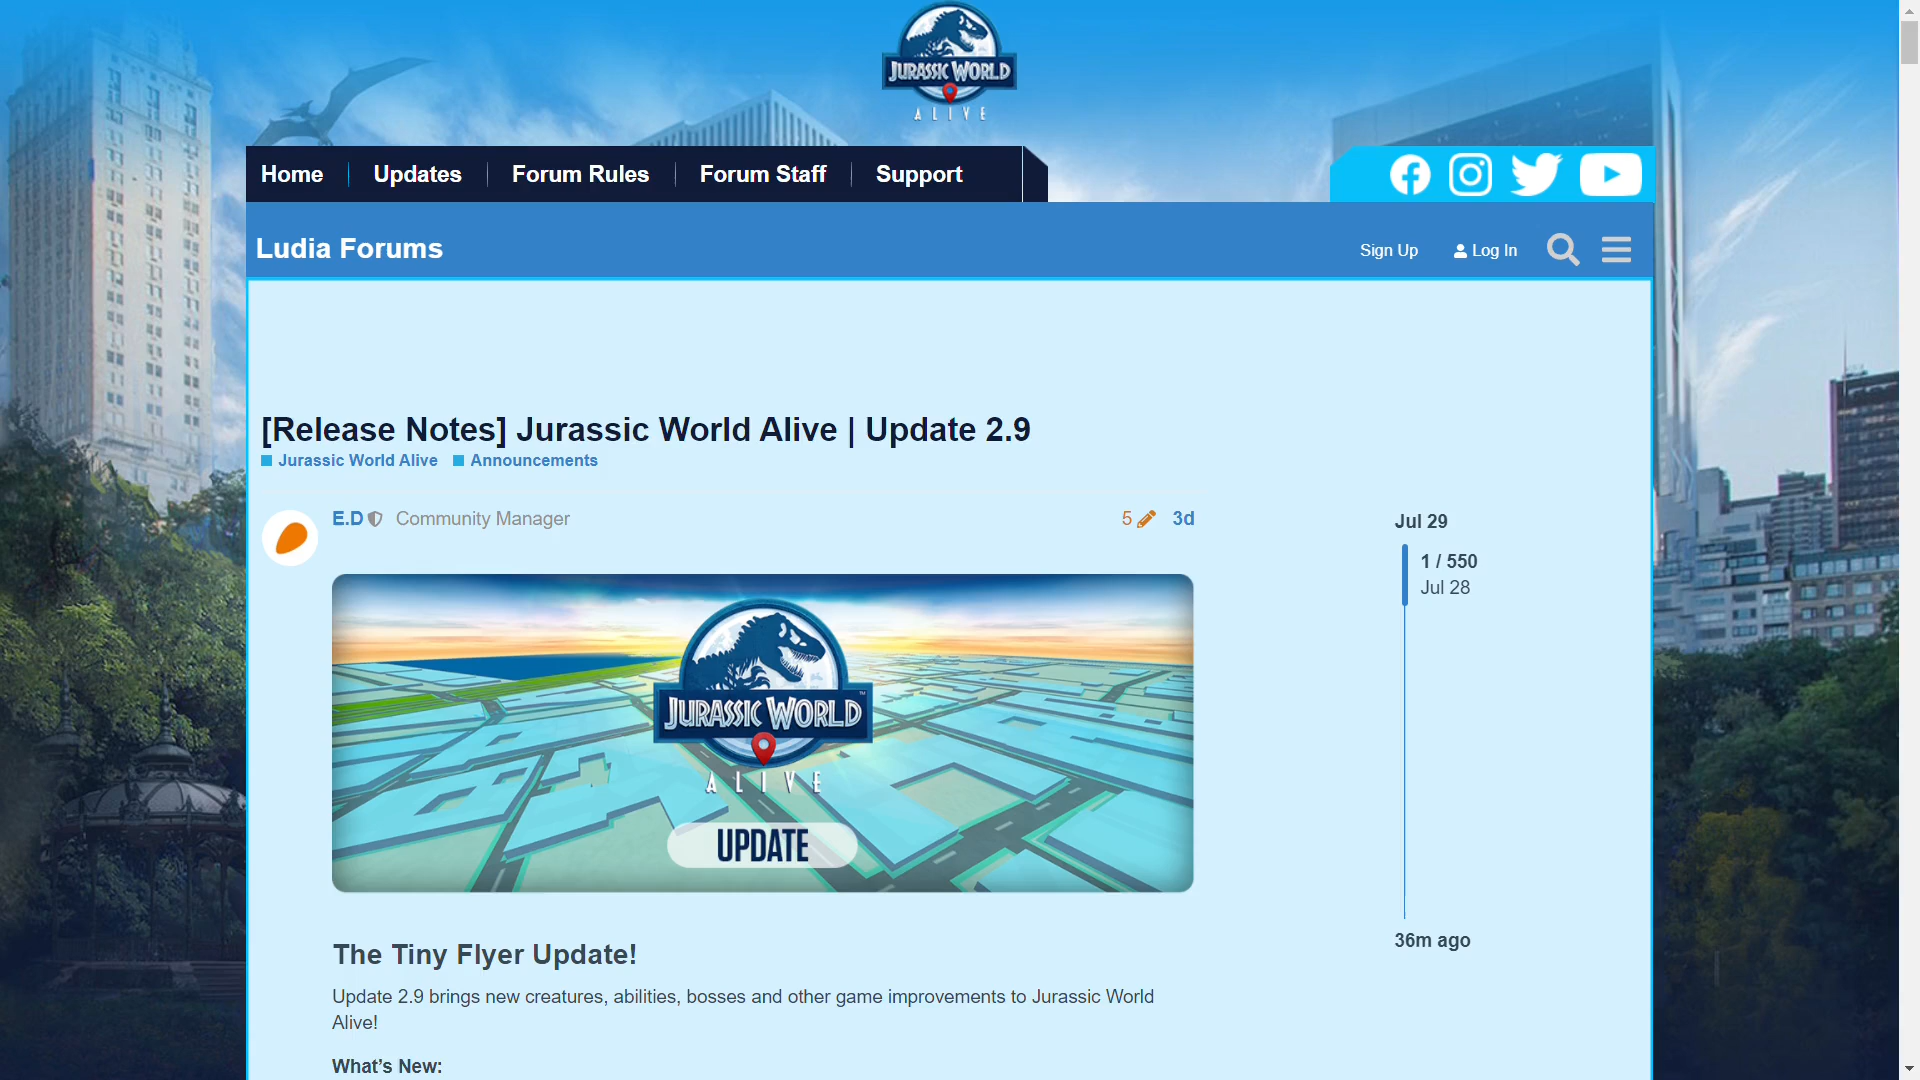 JURASSIC WORLD
ALIVE
Home
Updates
Forum Rules
Forum Staff
Support
Ludia Forums
Sign Up
Log In
[Release Notes] Jurassic World Alive | Update 2.9
Jurassic World Alive
Announcements
E.D
Community Manager
5
3d
Jul 29
1 / 550
Jul 28
JURASSIC WORLD
TM
ALIVE
UPDATE
36m ago
The Tiny Flyer Update!
Update 2.9 brings new creatures, abilities, bosses and other game improvements to Jurassic World
Alive!
What’s New: